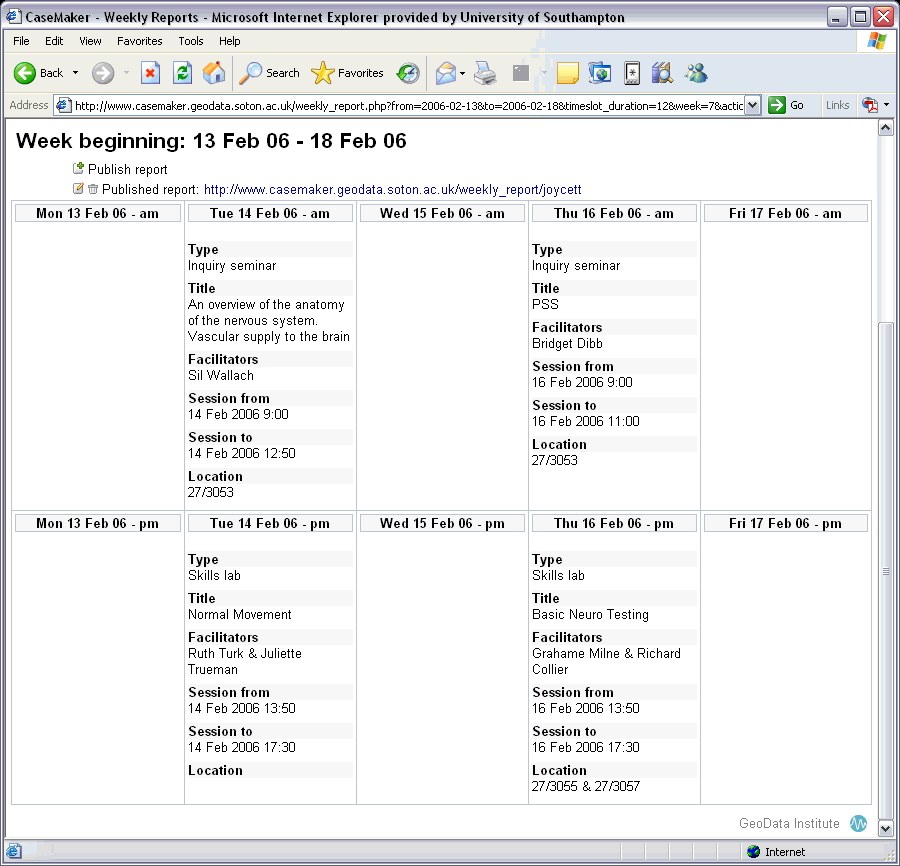 CaseMaker - Weekly Reports - Microsoft Internet Explorer provided by University of Southampton
File Edit View Favorites Tools Help
Back Search Favorites
Address http://www.casemaker.geodata.soton.ac.uk/weekly_report.php?from=2006-02-13&to=2006-02-18&timeslot_duration=12&week=7&actic Go Links
Week beginning: 13 Feb 06 - 18 Feb 06
Publish report
Published report: http://www.casemaker.geodata.soton.ac.uk/weekly_report/joycett
Mon 13 Feb 06 - am
Tue 14 Feb 06 - am
Type
Inquiry seminar
Title
An overview of the anatomy
of the nervous system.
Vascular supply to the brain
Facilitators
Sil Wallach
Session from
14 Feb 2006 9:00
Session to
14 Feb 2006 12:50
Location
27/3053
Wed 15 Feb 06 - am
Thu 16 Feb 06 - am
Type
Inquiry seminar
Title
PSS
Facilitators
Bridget Dibb
Session from
16 Feb 2006 9:00
Session to
16 Feb 2006 11:00
Location
27/3053
Fri 17 Feb 06 - am
Mon 13 Feb 06 - pm
Tue 14 Feb 06 - pm
Type
Skills lab
Title
Normal Movement
Facilitators
Ruth Turk & Juliette
Trueman
Session from
14 Feb 2006 13:50
Session to
14 Feb 2006 17:30
Location
Wed 15 Feb 06 - pm
Thu 16 Feb 06 - pm
Type
Skills lab
Title
Basic Neuro Testing
Facilitators
Grahame Milne & Richard
Collier
Session from
16 Feb 2006 13:50
Session to
16 Feb 2006 17:30
Location
27/3055 & 27/3057
Fri 17 Feb 06 - pm
GeoData Institute
Internet